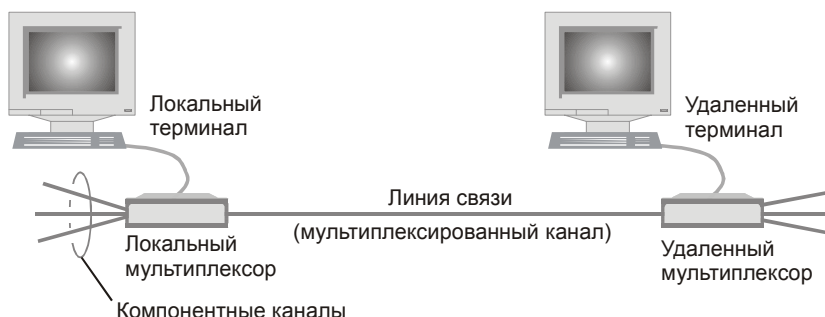 Локальный
терминал
Удаленный
терминал
Линия связи
(мультиплексированный канал)
Локальный
мультиплексор
Удаленный
мультиплексор
Компонентные каналы